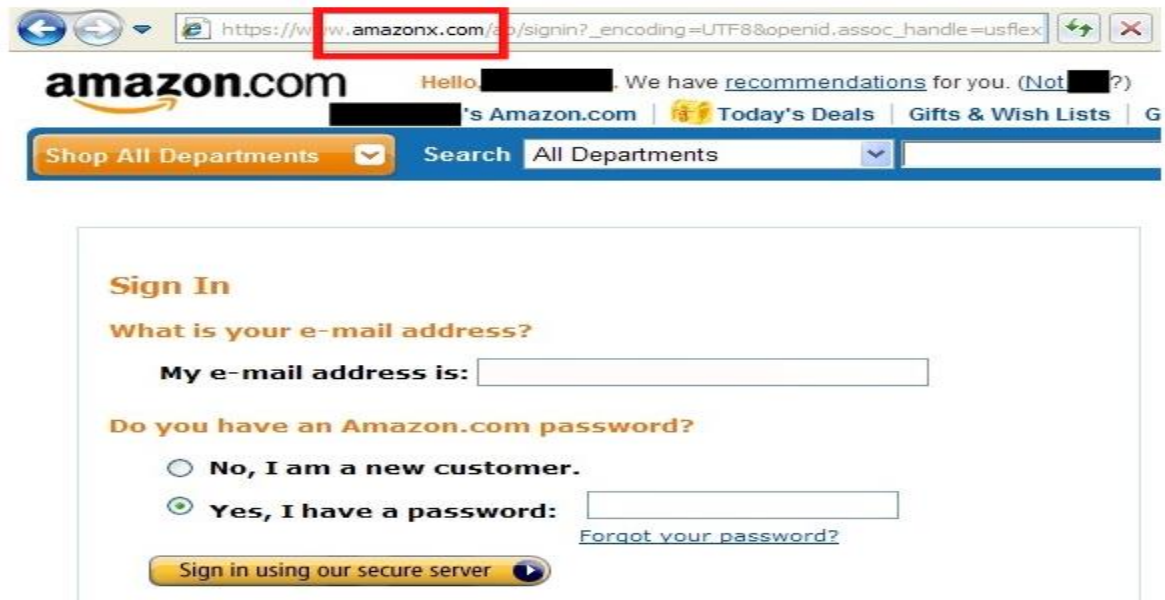 https://www.amazonx.com/ap/signin?_encoding=UTF8&openid.assoc_handle=usflex
amazon.com
Hello, . We have recommendations for you. (Not ?)
's Amazon.com | Today's Deals | Gifts & Wish Lists | G
Shop All Departments Search All Departments
Sign In
What is your e-mail address?
My e-mail address is:
Do you have an Amazon.com password?
No, I am a new customer.
Yes, I have a password:
Forgot your password?
Sign in using our secure server